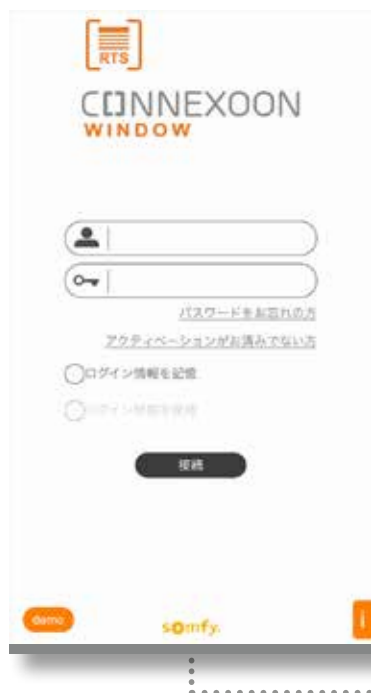 RTS
CONNEXOON
WINDOW
パスワードをお忘れの方
アクティベーションがお済みでない方
ログイン情報を記憶
接続
demo
somfy.
i